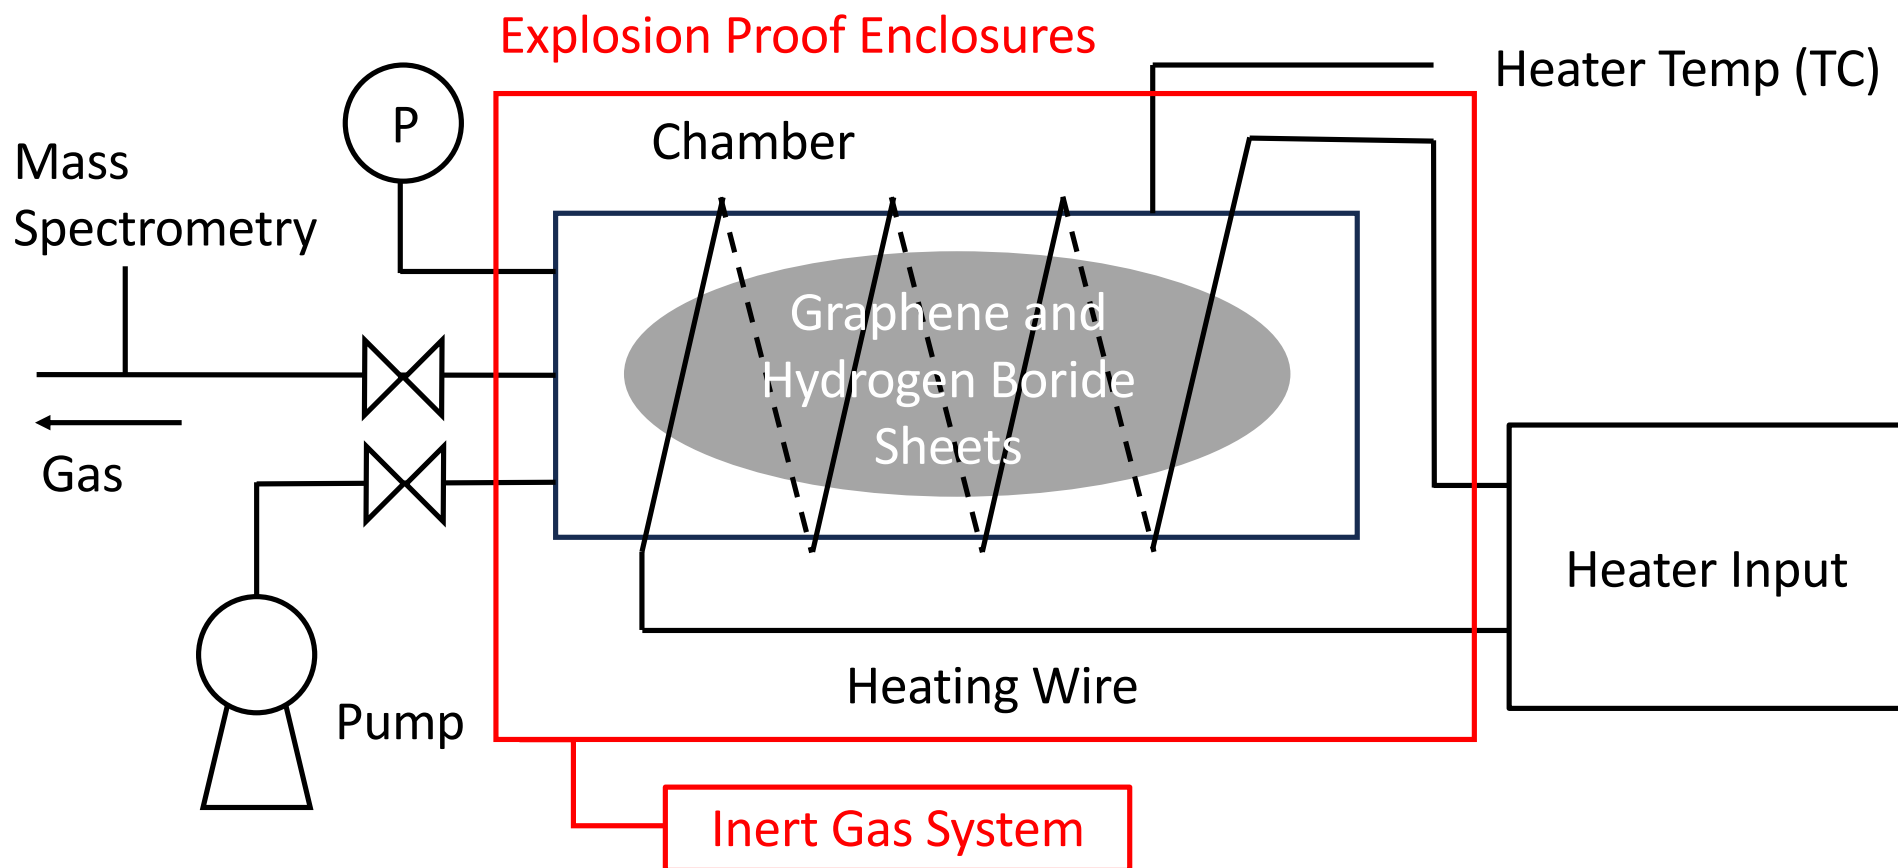 Explosion Proof Enclosures
Heater Temp (TC)
P
Chamber
Mass
Spectrometry
Graphene and
Hydrogen Boride
Sheets
Gas
Heater Input
Heating Wire
Pump
Inert Gas System